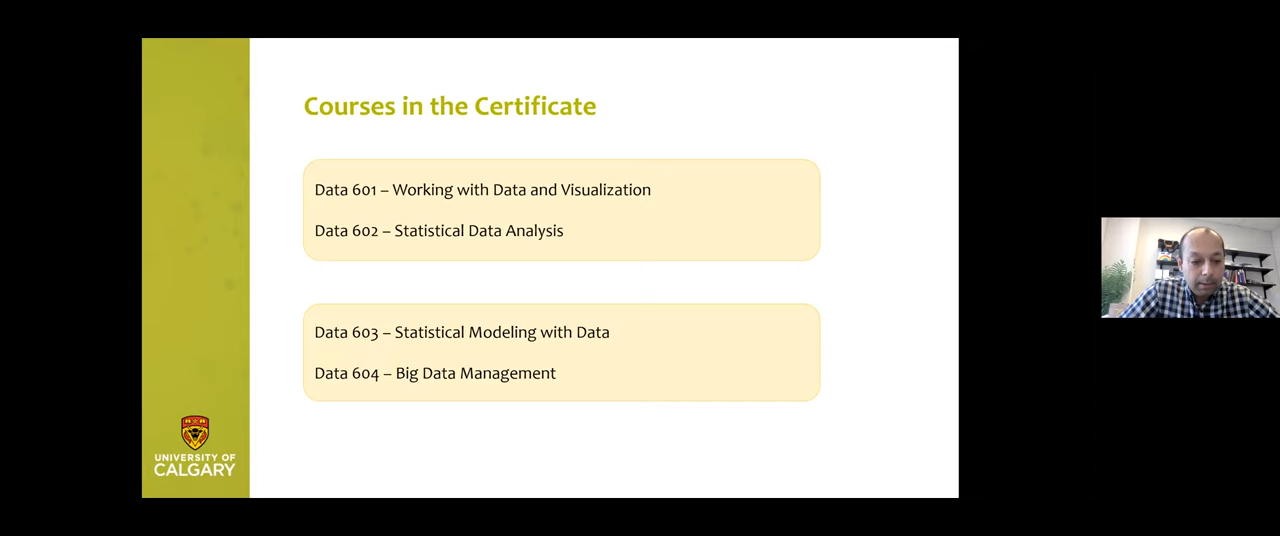 Courses in the Certificate
Data 601 – Working with Data and Visualization
Data 602 – Statistical Data Analysis
Data 603 – Statistical Modeling with Data
Data 604 – Big Data Management
UNIVERSITY OF
CALGARY